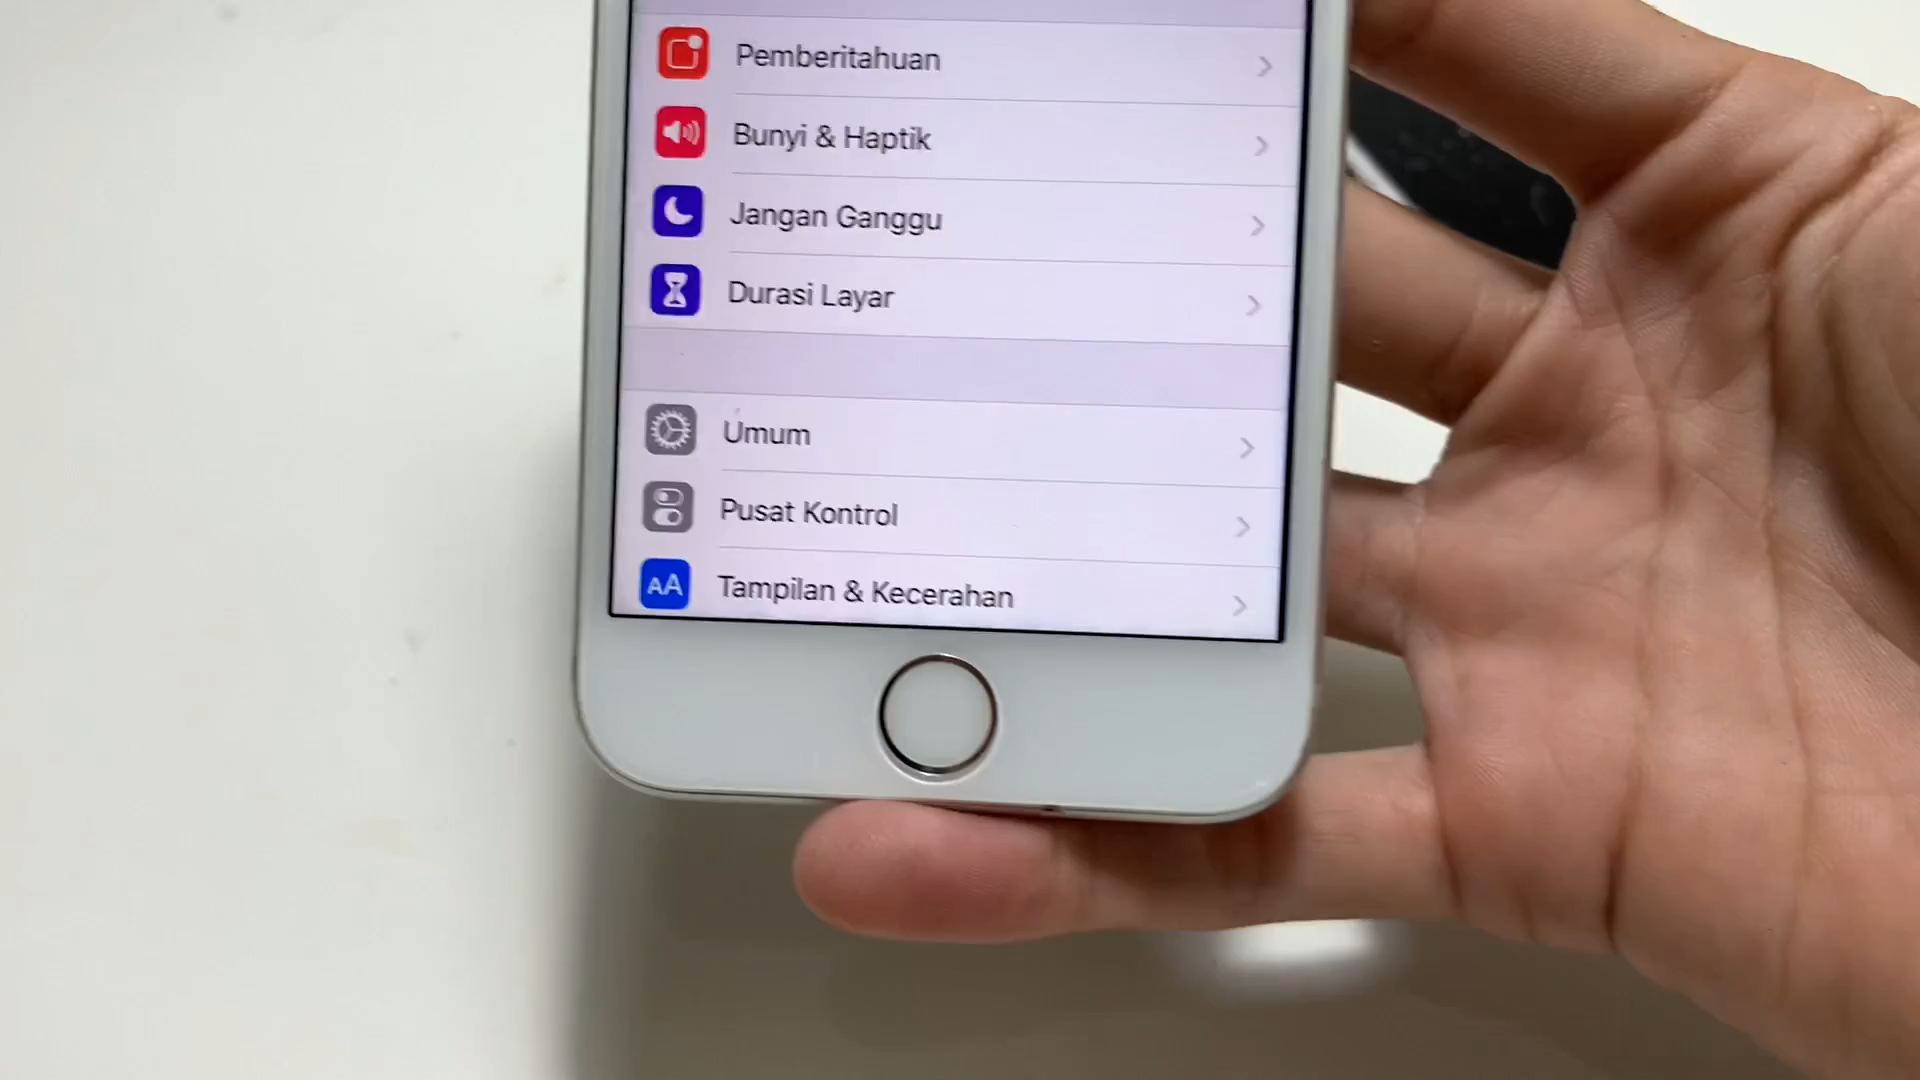 Pemberitahuan
Bunyi & Haptik
Jangan Ganggu
Durasi Layar
Umum
Pusat Kontrol
AA Tampilan & Kecerahan